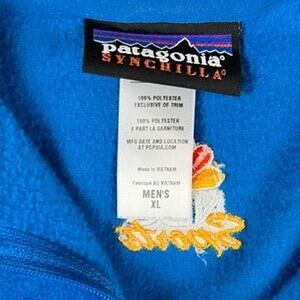 patagonia®
SYNCHILLA®
100% POLYESTER
EXCLUSIVE OF TRIM
100% POLYESTER
A PART LA GARNITURE
MFG DATE AND LOCATION
AT PGPSIA.COM
Made in VIETNAM
Fabriqué AU VIETNAM
MEN'S
XL